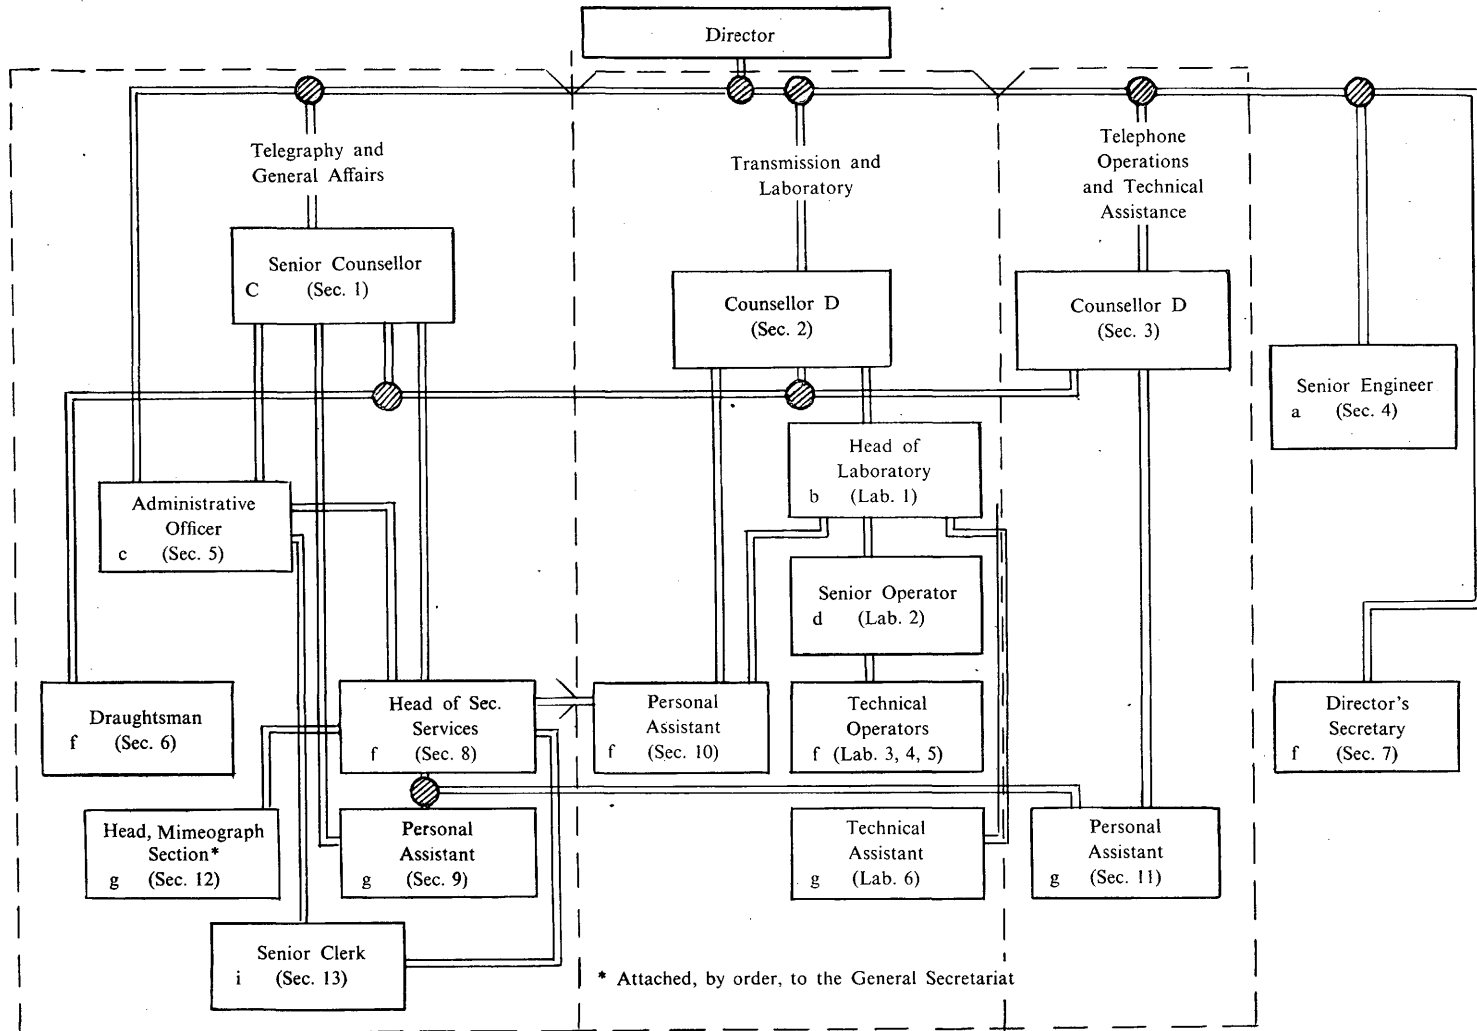 Director
Telegraphy and
General Affairs
Transmission and
Laboratory
Telephone
Operations
and Technical
Assistance
Senior Counsellor
C (Sec. 1)
Counsellor D
(Sec. 2)
Counsellor D
(Sec. 3)
Senior Engineer
a (Sec. 4)
Head of
Laboratory
b (Lab. 1)
Administrative
Officer
c (Sec. 5)
Senior Operator
d (Lab. 2)
Draughtsman
f (Sec. 6)
Head of Sec.
Services
f (Sec. 8)
Personal
Assistant
f (Sec. 10)
Technical
Operators
f (Lab. 3, 4, 5)
Director's
Secretary
f (Sec. 7)
Head, Mimeograph
Section*
g (Sec. 12)
Personal
Assistant
g (Sec. 9)
Technical
Assistant
g (Lab. 6)
Personal
Assistant
g (Sec. 11)
Senior Clerk
i (Sec. 13)
* Attached, by order, to the General Secretariat